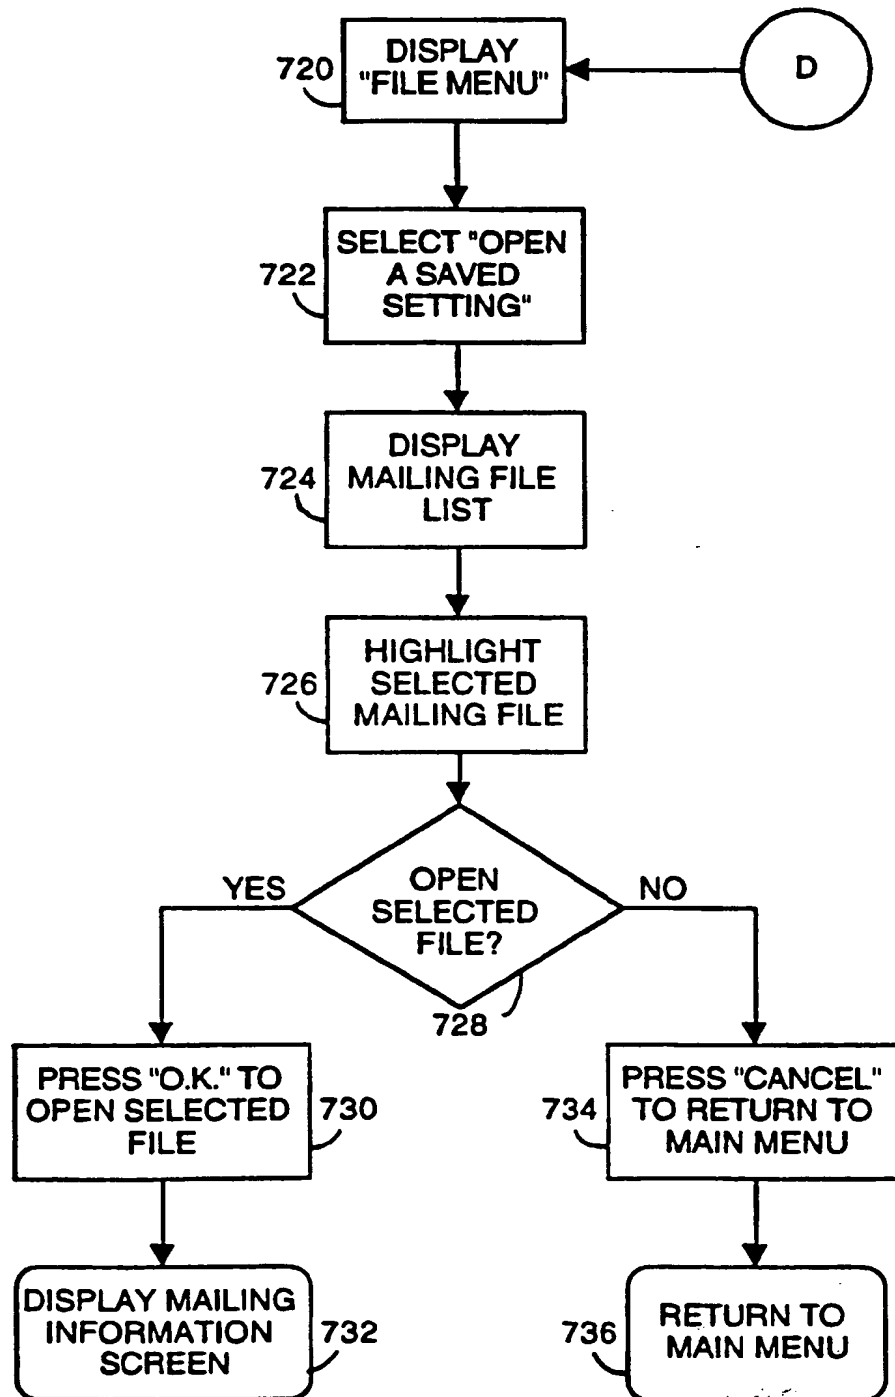 D
DISPLAY
"FILE MENU"
720
SELECT "OPEN
A SAVED
SETTING"
722
DISPLAY
MAILING FILE
LIST
724
HIGHLIGHT
SELECTED
MAILING FILE
726
OPEN
SELECTED
FILE?
728
YES
NO
PRESS "O.K." TO
OPEN SELECTED
FILE
730
PRESS "CANCEL"
TO RETURN TO
MAIN MENU
734
DISPLAY MAILING
INFORMATION
SCREEN
732
RETURN TO
MAIN MENU
736